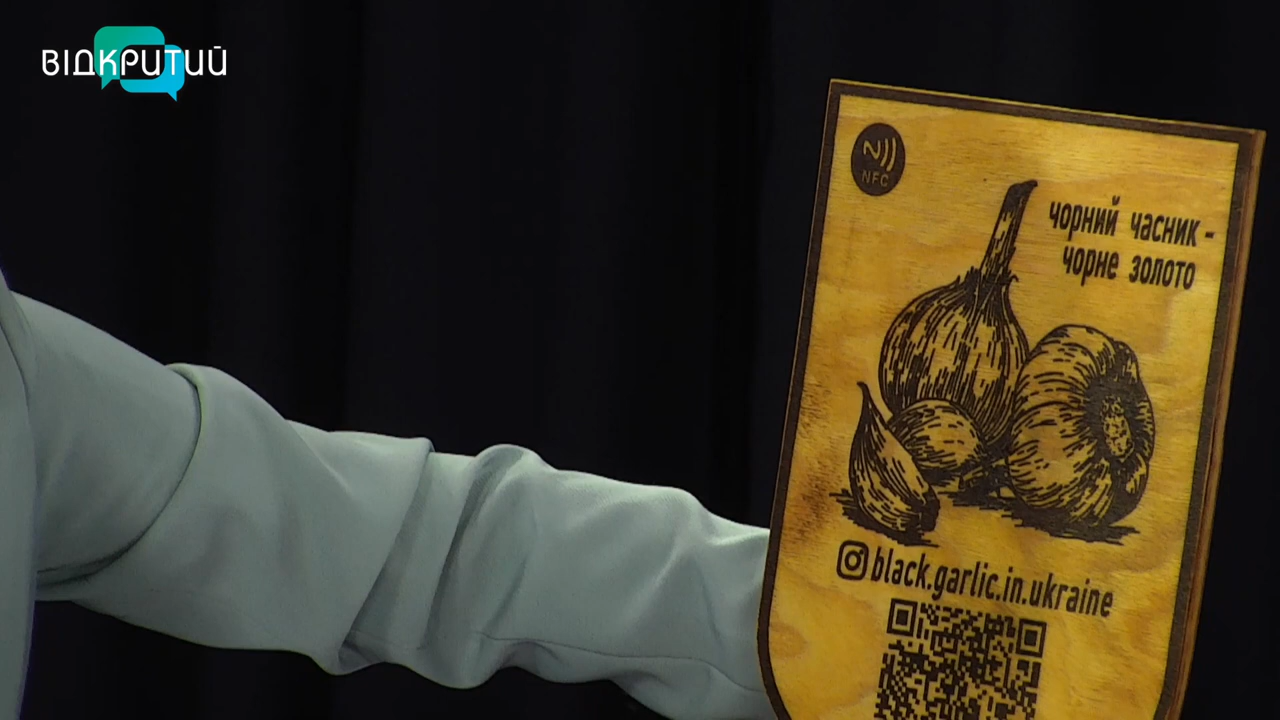 ВІДКРИТИЙ
NFC
чорний часник -
чорне золото
black.garlic.in.ukraine